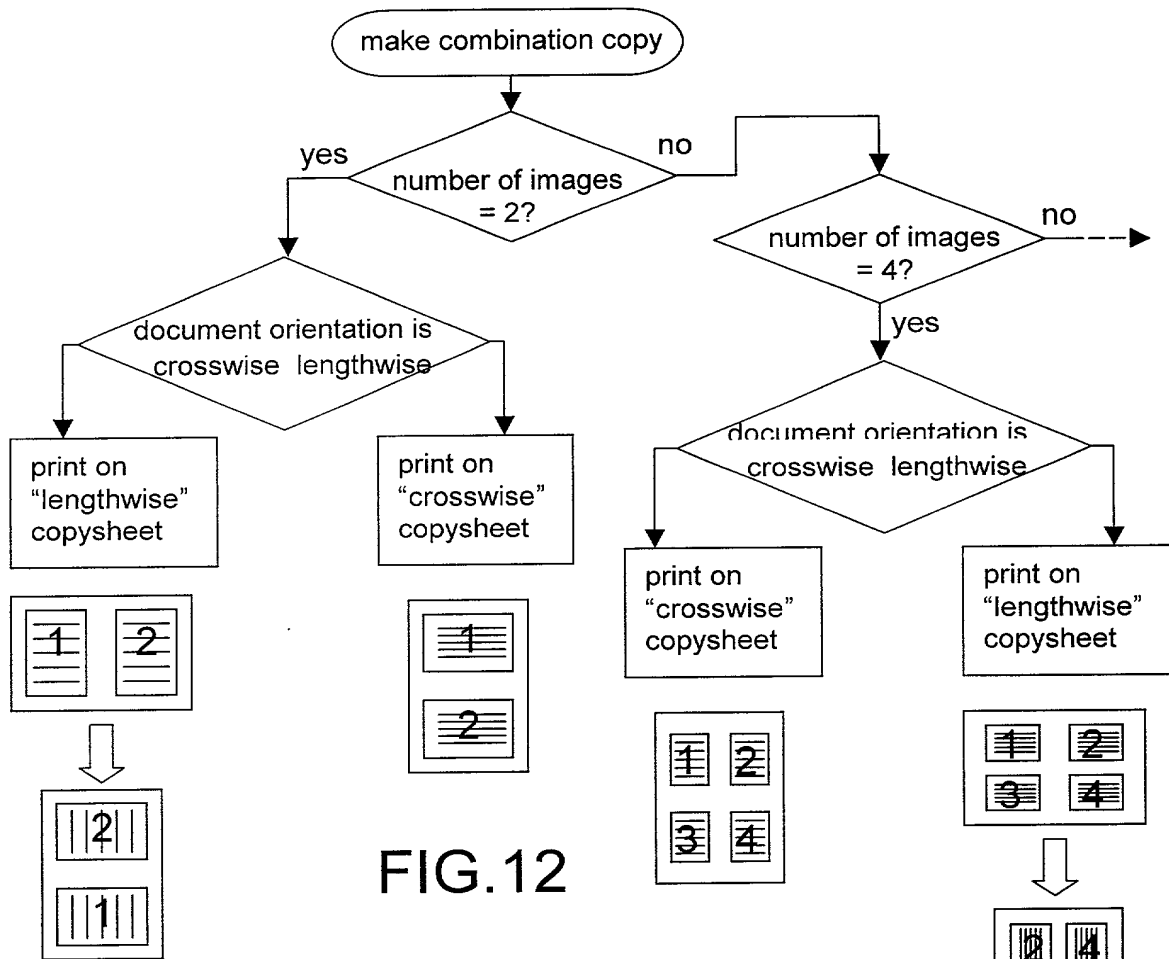 make combination copy
yes
no
number of images
= 2?
no
number of images
= 4?
yes
document orientation is
crosswise lengthwise
document orientation is
crosswise lengthwise
print on
“lengthwise”
copysheet
print on
“crosswise”
copysheet
print on
“crosswise”
copysheet
print on
“lengthwise”
copysheet
1 2
1
2
1 2
3 4
1 2
3 4
2
1
2 4
FIG.12